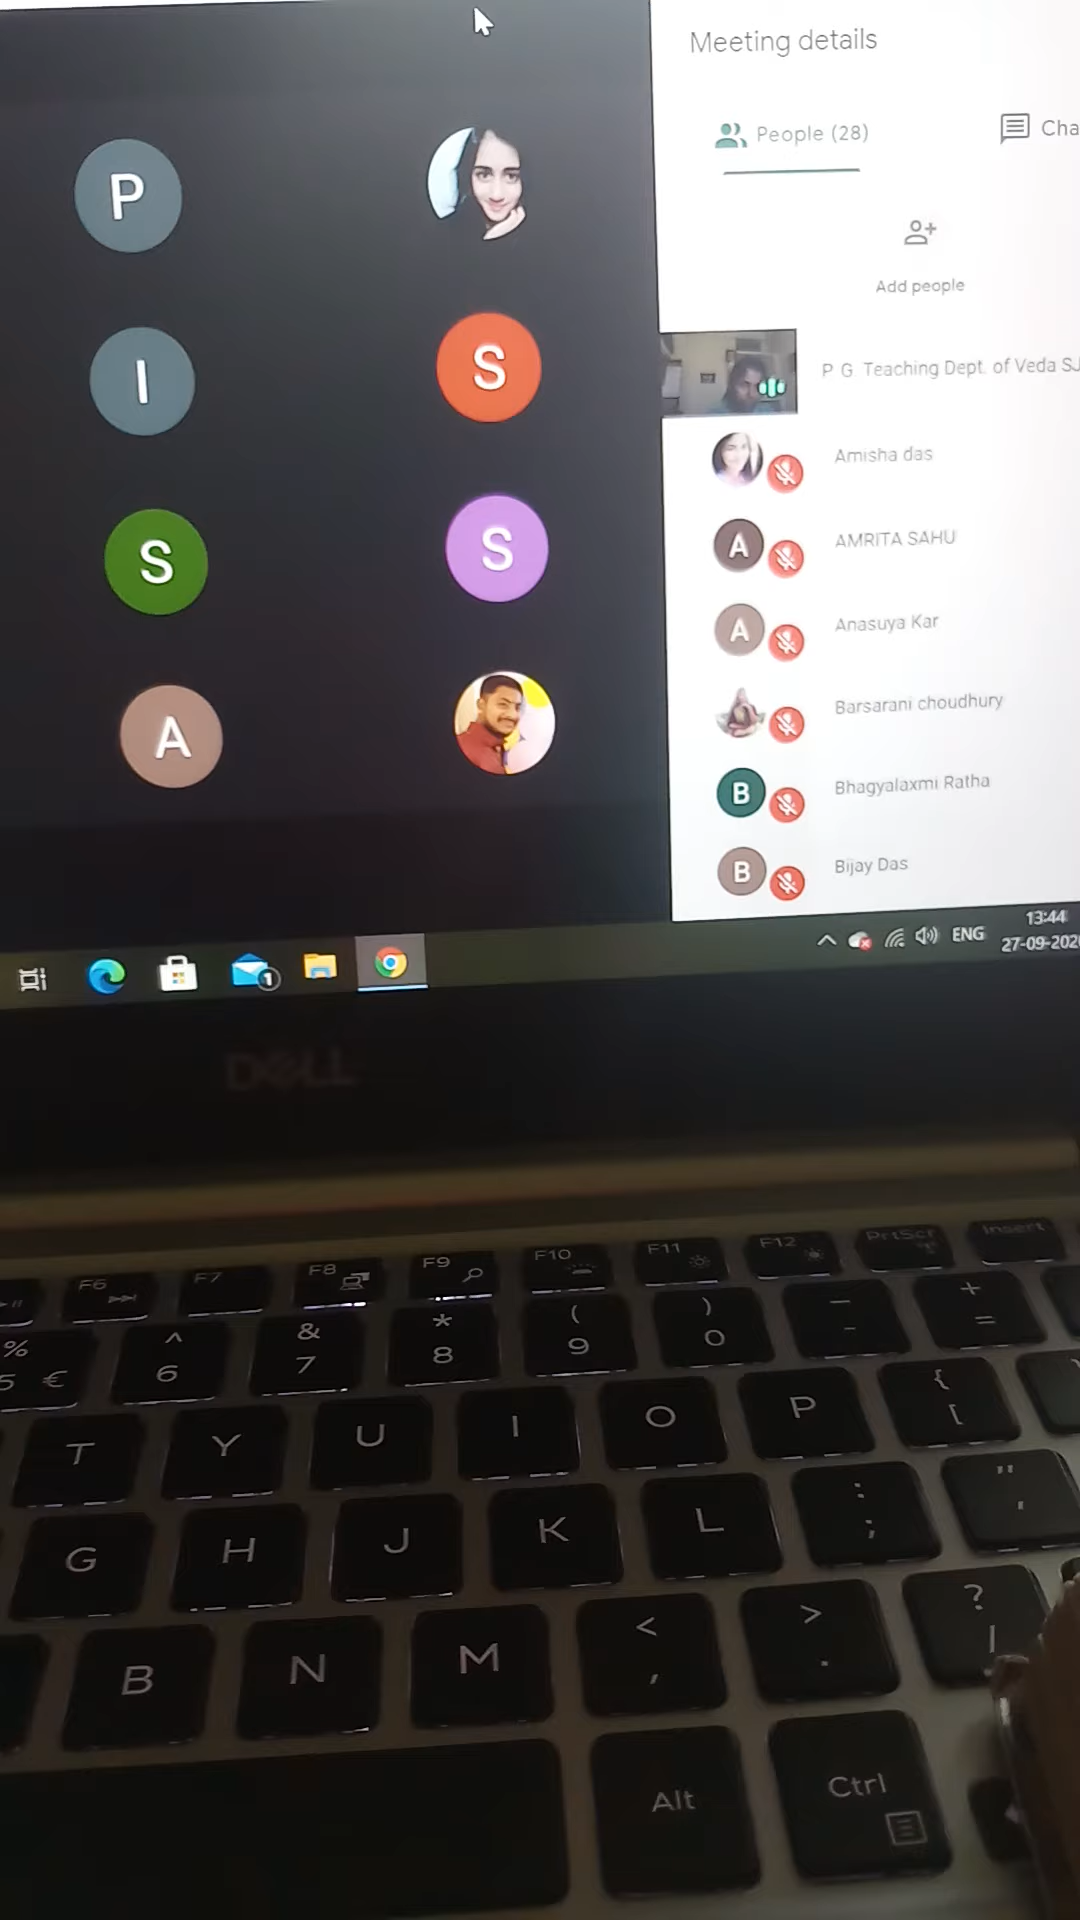 Meeting details
People (28)
Cha
Add people
P G Teaching Dept. of Veda SJ
Amisha das
A AMRITA SAHU
A Anasuya Kar
Barsarani choudhury
B Bhagyalaxmi Ratha
B Bijay Das
P
I S
S S
A
1
ENG
13:44
27-09-202
DELL
F6 F7 F8 F9 F10 F11 F12 PrtScr Insert
% ^ & * ( ) _ +
5 € 6 7 8 9 0 - =
T Y U I O P { [
G H J K L : ; " '
B N M < , > . ? /
Alt Ctrl